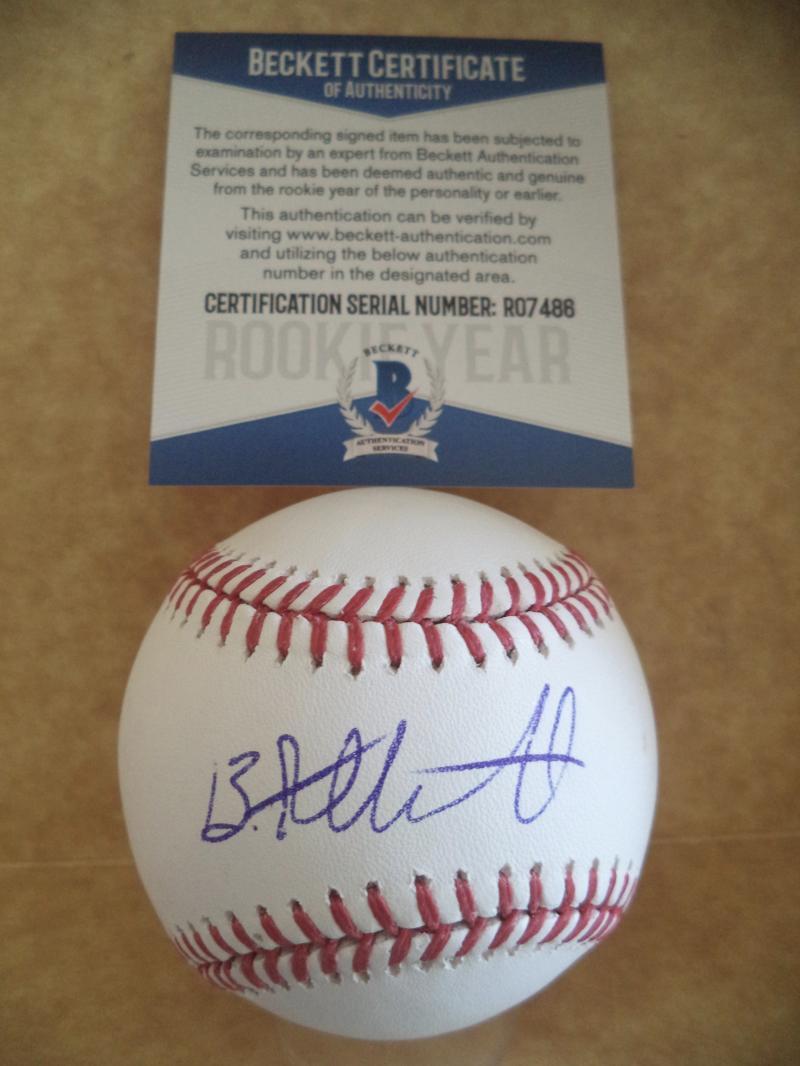 BECKETT CERTIFICATE
OF AUTHENTICITY
The corresponding signed item has been subjected to
examination by an expert from Beckett Authentication
Services and has been deemed authentic and genuine
from the rookie year of the personality or earlier.
This authentication can be verified by
visiting www.beckett-authentication.com
and utilizing the below authentication
number in the designated area.
CERTIFICATION SERIAL NUMBER: R07486
ROOKIE YEAR
BECKETT
B
AUTHENTICATION
SERVICES
B.